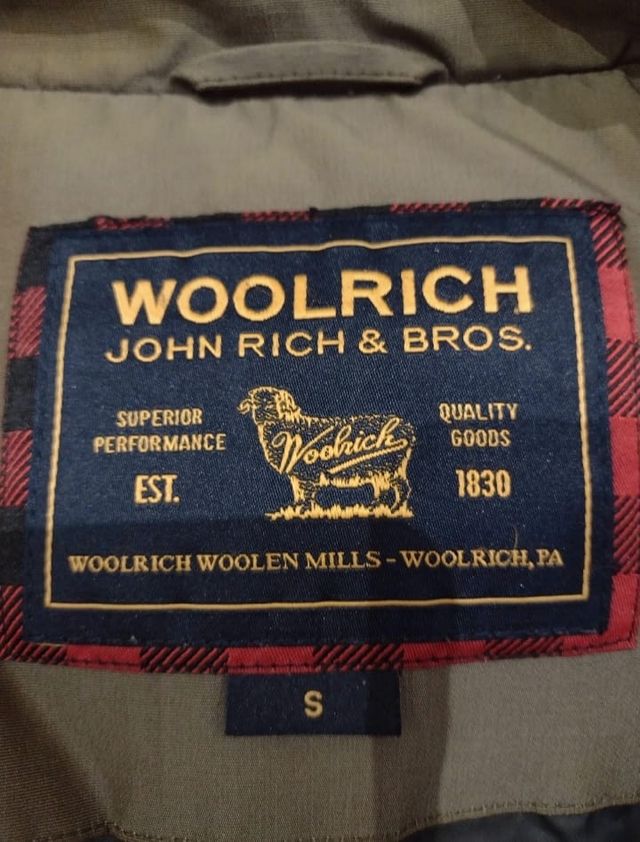 WOOLRICH
JOHN RICH & BROS.
SUPERIOR
PERFORMANCE
EST.
Woolrich
QUALITY
GOODS
1830
WOOLRICH WOOLEN MILLS - WOOLRICH, PA
S